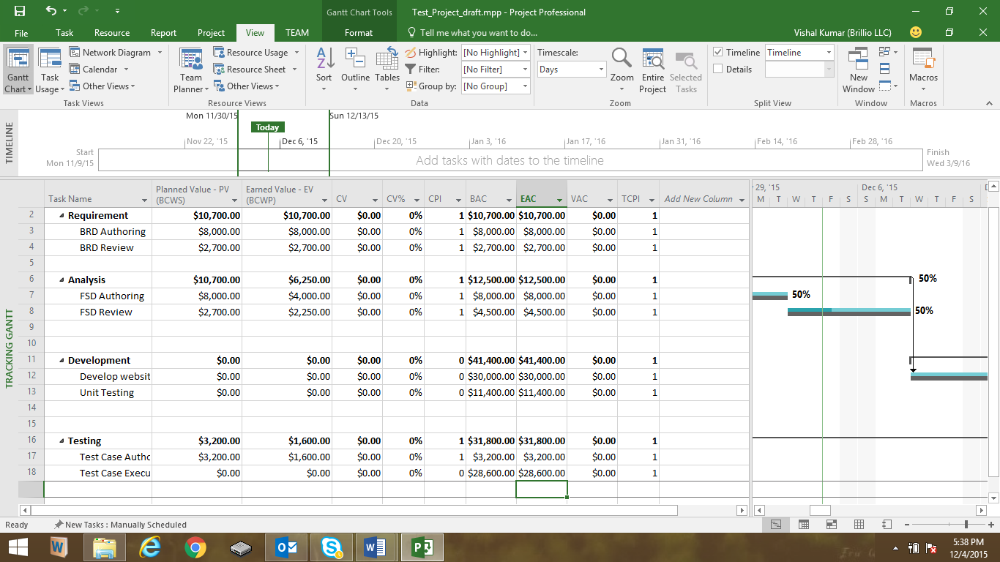 Gantt Chart Tools
Test_Project_draft.mpp - Project Professional
File Task Resource Report Project View TEAM Format Tell me what you want to do... Vishal Kumar (Brillio LLC)
Gantt Chart
Task Usage
Network Diagram
Calendar
Other Views
Task Views
Team Planner
Resource Usage
Resource Sheet
Other Views
Resource Views
Sort
Outline
Tables
Highlight: [No Highlight]
Filter: [No Filter]
Group by: [No Group]
Data
Timescale:
Days
Zoom
Entire Project
Selected Tasks
Zoom
Timeline Timeline
Details
Split View
New Window
Window
Macros
Macros
TIMELINE
Mon 11/30/15 Sun 12/13/15
Today
Nov 22, '15 Dec 6, '15 Dec 20, '15 Jan 3, '16 Jan 17, '16 Jan 31, '16 Feb 14, '16 Feb 28, '16
Start
Mon 11/9/15
Add tasks with dates to the timeline
Finish
Wed 3/9/16
TRACKING GANTT
Task Name Planned Value - PV (BCWS) Earned Value - EV (BCWP) CV CV% CPI BAC EAC VAC TCPI Add New Column
29, '15 Dec 6, '15
M T W T F S S M T W T F S
2 Requirement $10,700.00 $10,700.00 $0.00 0% 1 $10,700.00 $10,700.00 $0.00 1
3 BRD Authoring $8,000.00 $8,000.00 $0.00 0% 1 $8,000.00 $8,000.00 $0.00 1
4 BRD Review $2,700.00 $2,700.00 $0.00 0% 1 $2,700.00 $2,700.00 $0.00 1
5
6 Analysis $10,700.00 $6,250.00 $0.00 0% 1 $12,500.00 $12,500.00 $0.00 1 50%
7 FSD Authoring $8,000.00 $4,000.00 $0.00 0% 1 $8,000.00 $8,000.00 $0.00 1 50%
8 FSD Review $2,700.00 $2,250.00 $0.00 0% 1 $4,500.00 $4,500.00 $0.00 1 50%
9
10
11 Development $0.00 $0.00 $0.00 0% 0 $41,400.00 $41,400.00 $0.00 1
12 Develop websit $0.00 $0.00 $0.00 0% 0 $30,000.00 $30,000.00 $0.00 1
13 Unit Testing $0.00 $0.00 $0.00 0% 0 $11,400.00 $11,400.00 $0.00 1
14
15
16 Testing $3,200.00 $1,600.00 $0.00 0% 1 $31,800.00 $31,800.00 $0.00 1
17 Test Case Autho $3,200.00 $1,600.00 $0.00 0% 1 $3,200.00 $3,200.00 $0.00 1
18 Test Case Execu $0.00 $0.00 $0.00 0% 0 $28,600.00 $28,600.00 $0.00 1
Ready New Tasks : Manually Scheduled
5:38 PM
12/4/2015